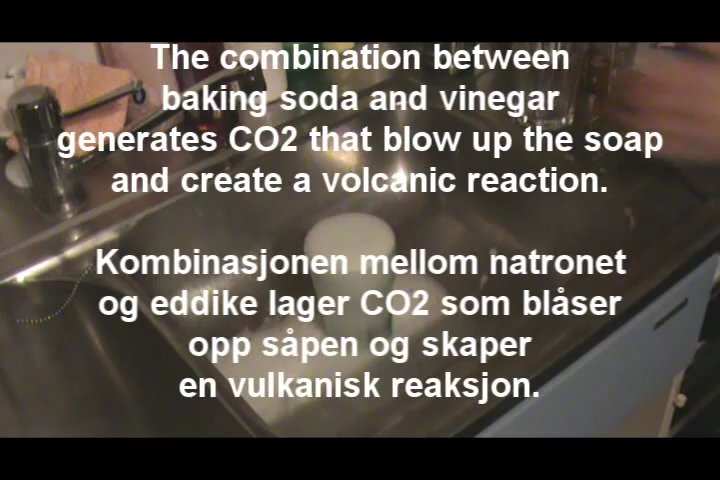 The combination between
baking soda and vinegar
generates CO2 that blow up the soap
and create a volcanic reaction.
Kombinasjonen mellom natronet
og eddike lager CO2 som blåser
opp såpen og skaper
en vulkanisk reaksjon.